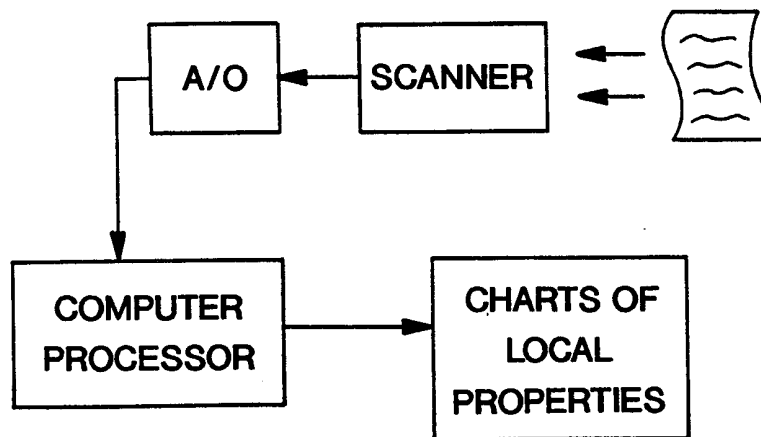 A/O
SCANNER
COMPUTER
PROCESSOR
CHARTS OF
LOCAL
PROPERTIES